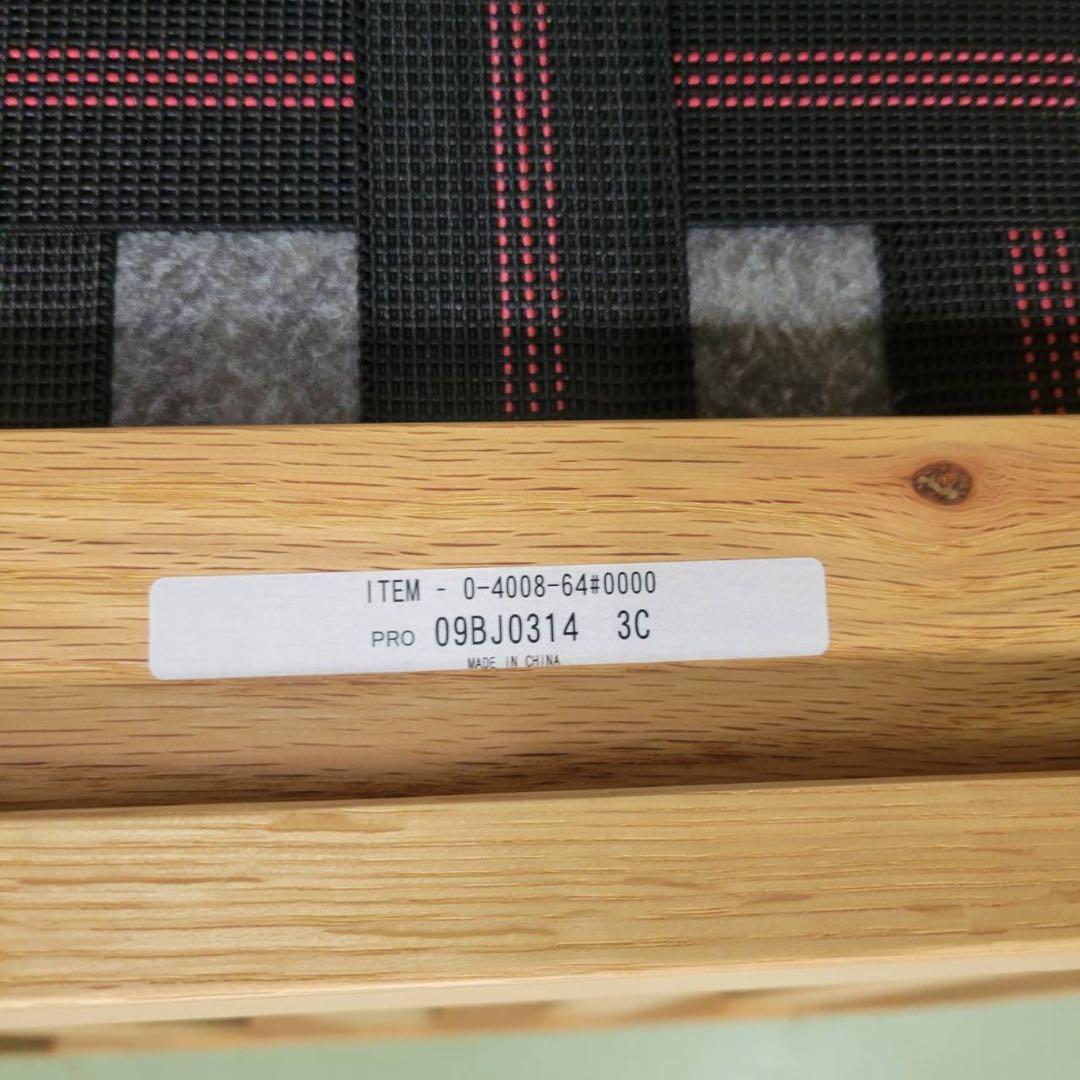 ITEM - 0-4008-64#0000
PRO 09BJ0314 3C
MADE IN CHINA